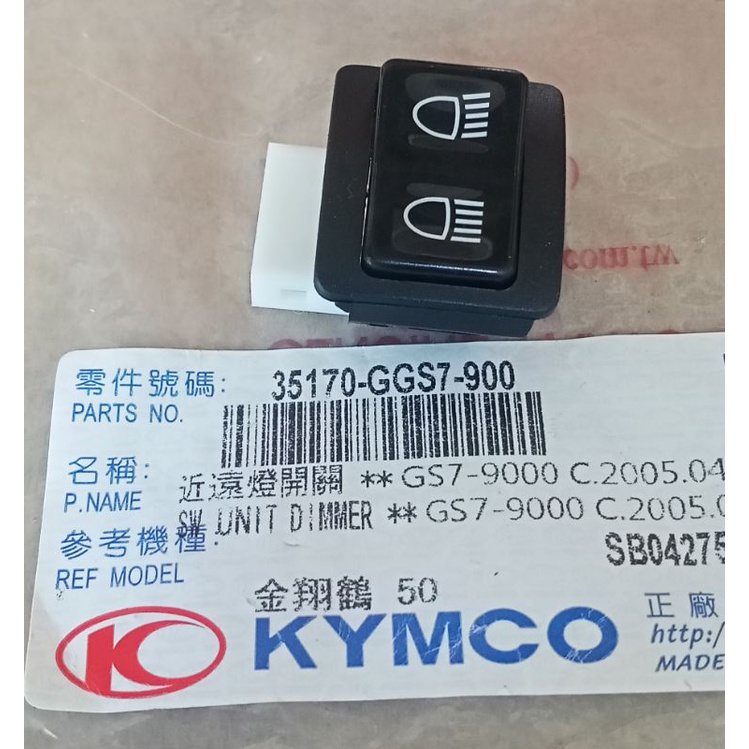 com.tw
零件號碼:
35170-GGS7-900
PARTS NO.
名稱:
近遠燈開關 ** GS7-9000 C.2005.04
P.NAME
SW UNIT DIMMER ** GS7-9000 C.2005.0
參考機種:
SB04275
REF MODEL
金翔鶴 50
正廠
KYMCO
http:/
MADE